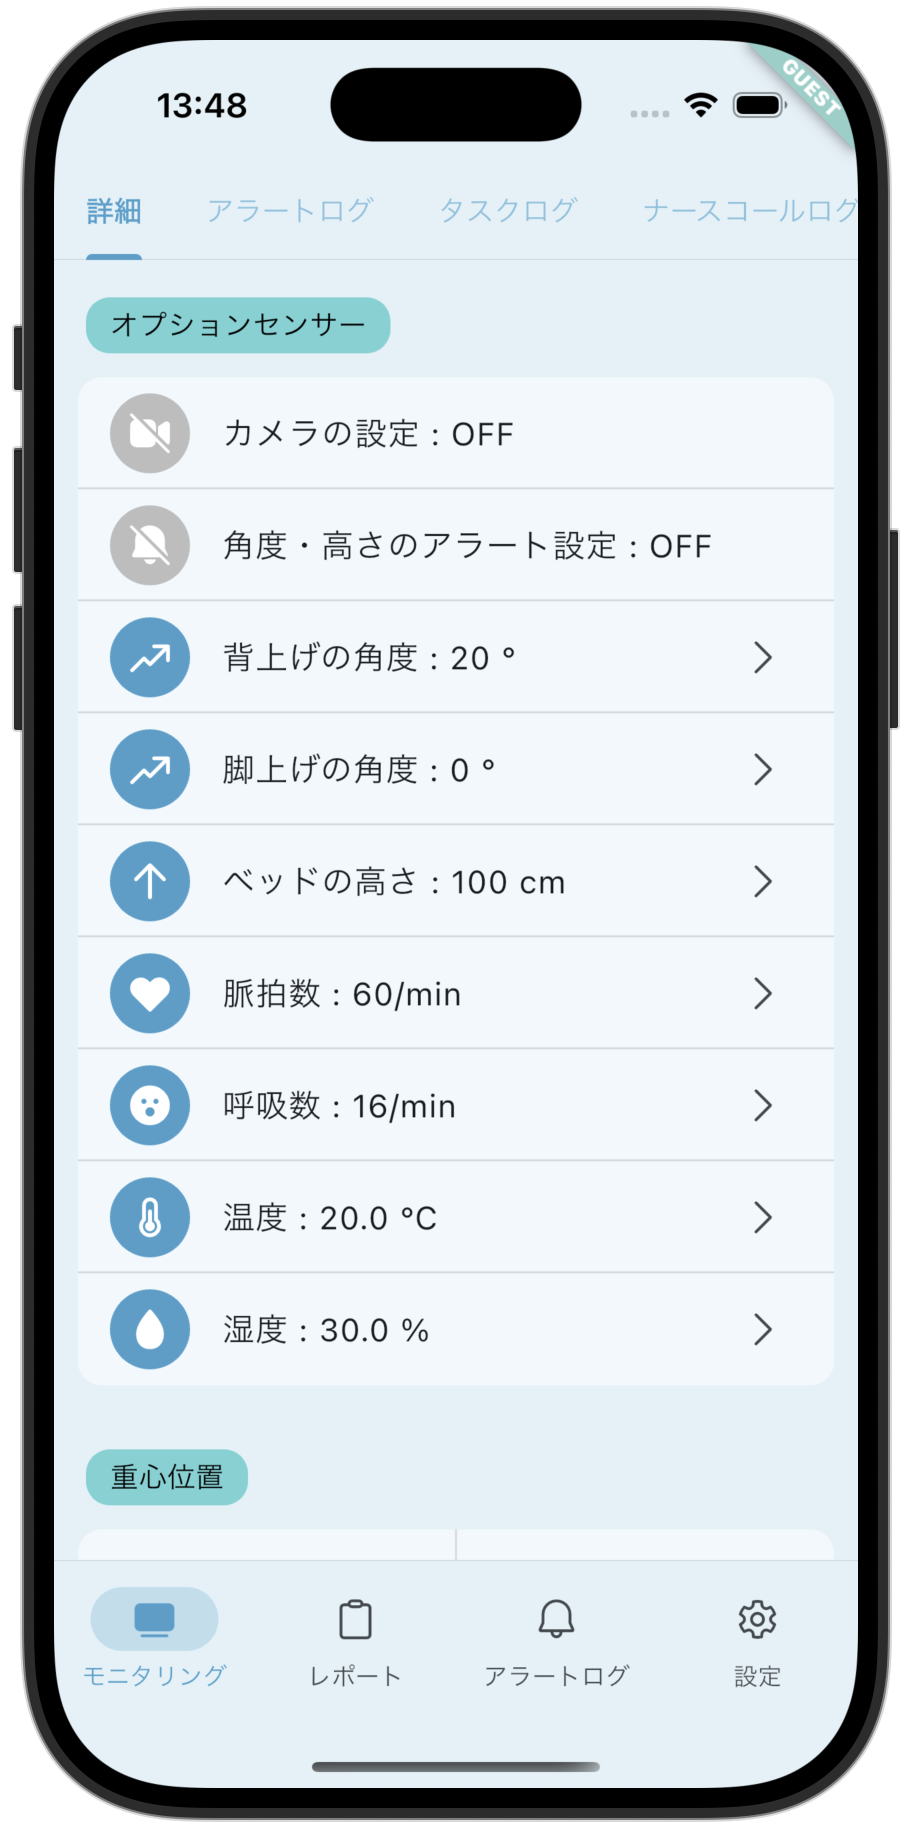 13:48
GUEST
詳細 アラートログ タスクログ ナースコールログ
オプションセンサー
カメラの設定 : OFF
角度・高さのアラート設定 : OFF
背上げの角度 : 20 °
脚上げの角度 : 0 °
ベッドの高さ : 100 cm
脈拍数 : 60/min
呼吸数 : 16/min
温度 : 20.0 °C
湿度 : 30.0 %
重心位置
モニタリング レポート アラートログ 設定